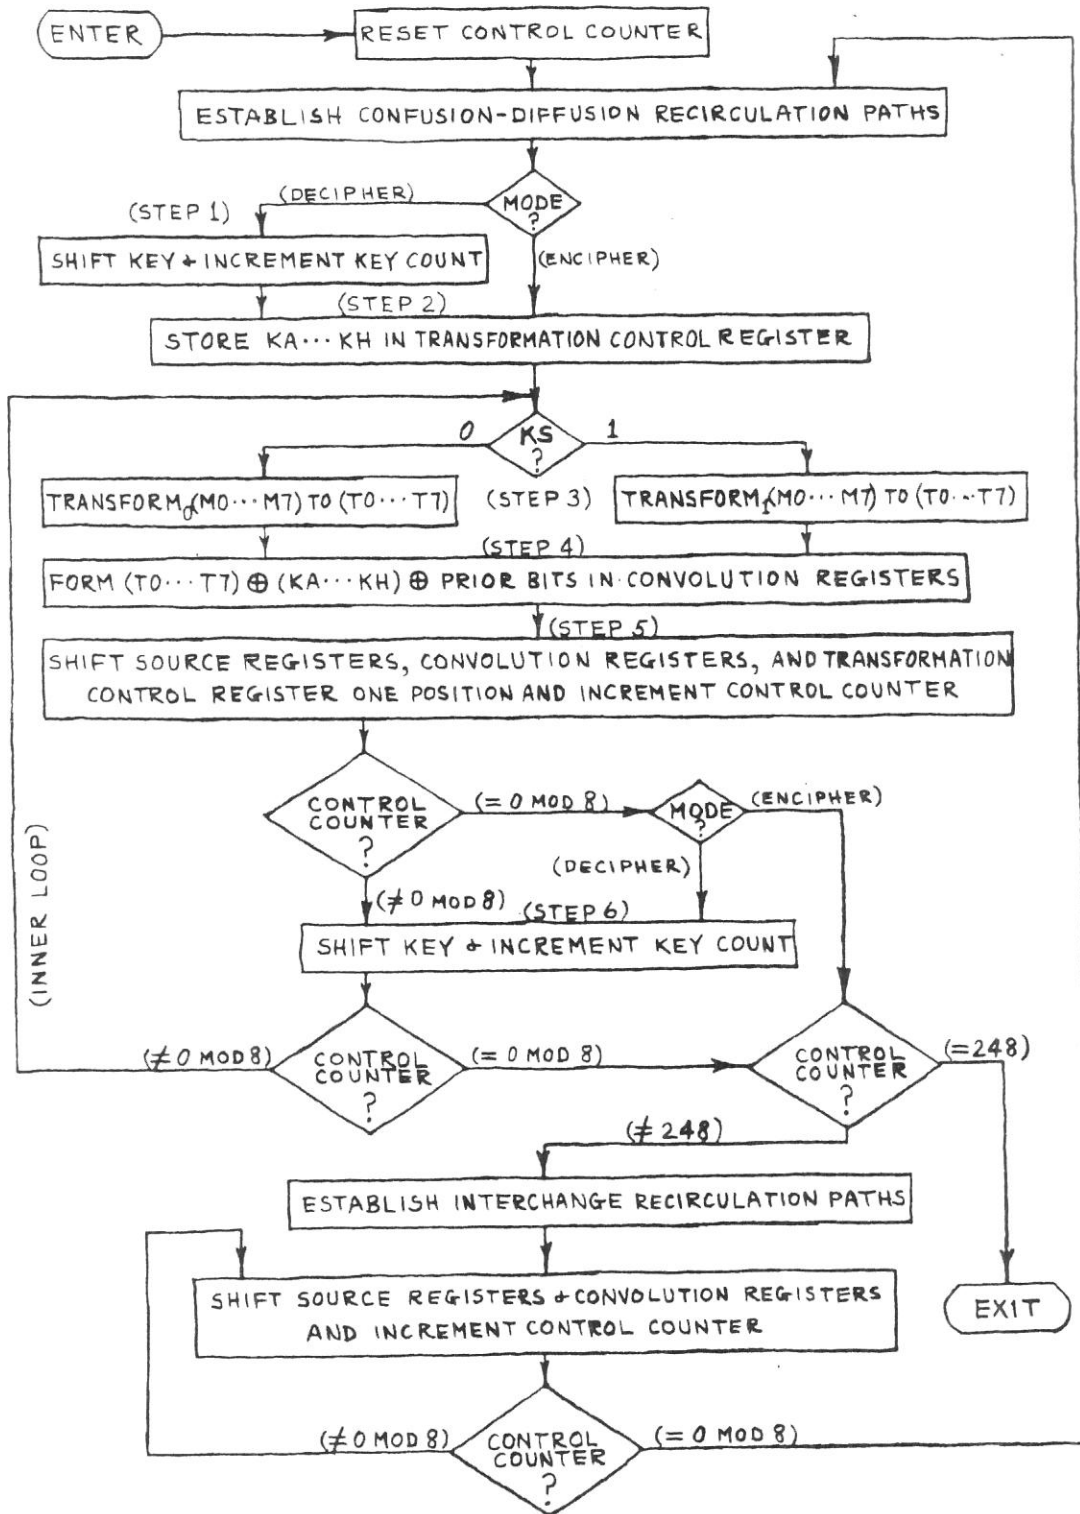 ENTER
RESET CONTROL COUNTER
ESTABLISH CONFUSION-DIFFUSION RECIRCULATION PATHS
(DECIPHER)
MODE
?
(STEP 1)
SHIFT KEY & INCREMENT KEY COUNT
(ENCIPHER)
(STEP 2)
STORE KA···KH IN TRANSFORMATION CONTROL REGISTER
0
KS
?
1
TRANSFORM₀(M0···M7) TO (T0···T7)
(STEP 3)
TRANSFORM₁(M0···M7) TO (T0···T7)
(STEP 4)
FORM (T0···T7) ⊕ (KA···KH) ⊕ PRIOR BITS IN CONVOLUTION REGISTERS
(STEP 5)
SHIFT SOURCE REGISTERS, CONVOLUTION REGISTERS, AND TRANSFORMATION
CONTROL REGISTER ONE POSITION AND INCREMENT CONTROL COUNTER
CONTROL
COUNTER
?
(= 0 MOD 8)
MODE
?
(ENCIPHER)
(DECIPHER)
(≠ 0 MOD 8)
(STEP 6)
SHIFT KEY & INCREMENT KEY COUNT
(INNER LOOP)
(≠ 0 MOD 8)
CONTROL
COUNTER
?
(= 0 MOD 8)
CONTROL
COUNTER
?
(=248)
(≠ 248)
ESTABLISH INTERCHANGE RECIRCULATION PATHS
SHIFT SOURCE REGISTERS & CONVOLUTION REGISTERS
AND INCREMENT CONTROL COUNTER
EXIT
(≠ 0 MOD 8)
CONTROL
COUNTER
?
(= 0 MOD 8)